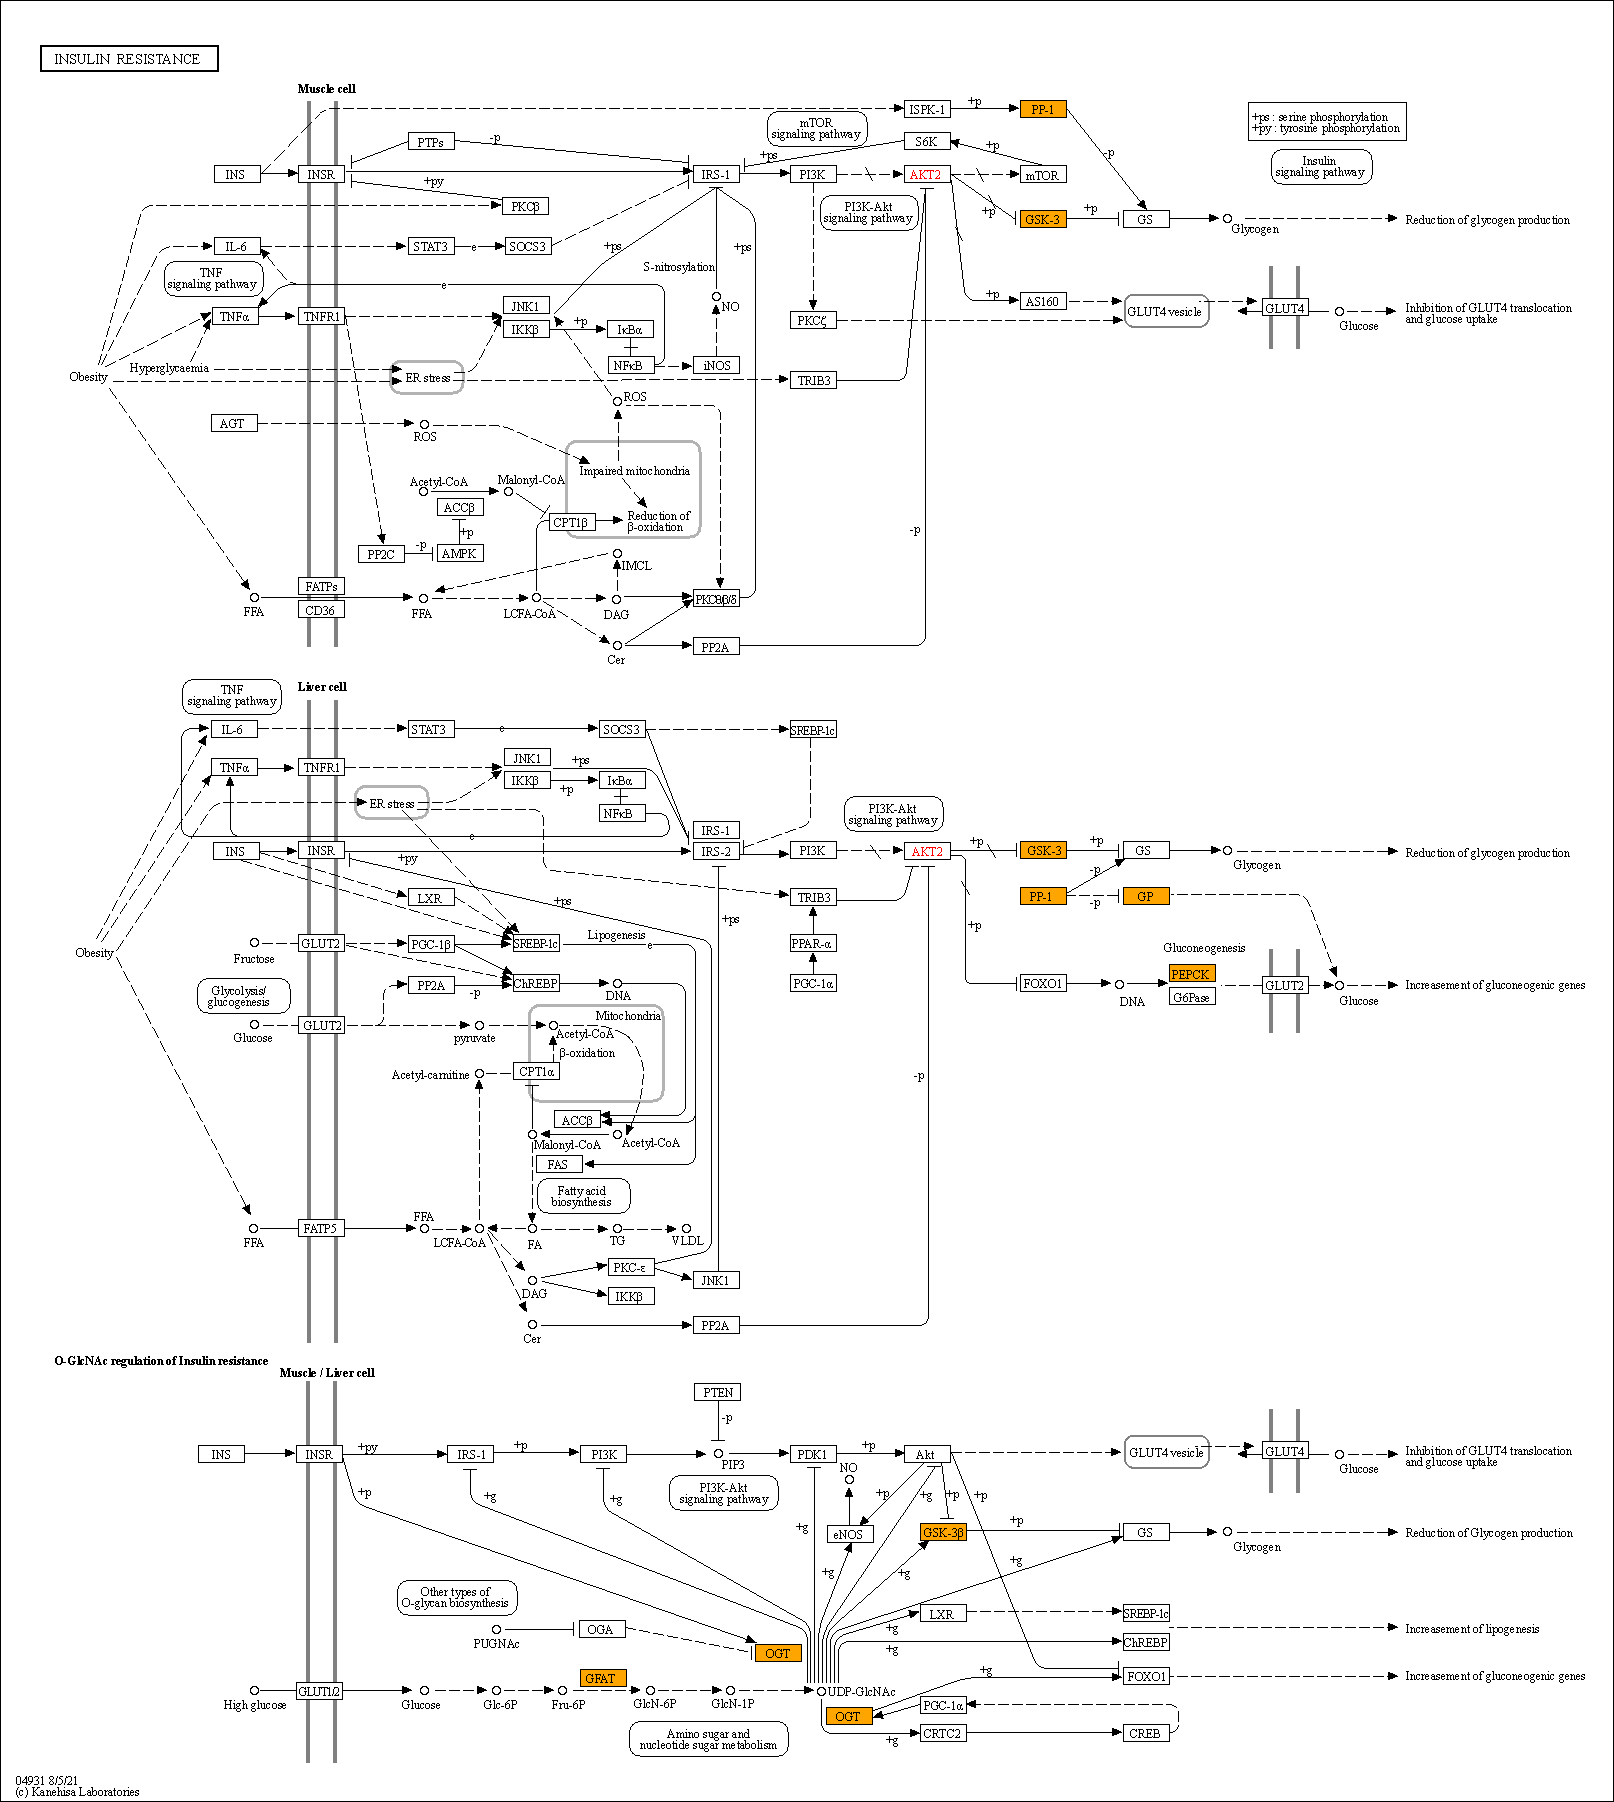 INSULIN RESISTANCE
Muscle cell
ISPK-1
+p
PP-1
+ps : serine phosphorylation
+py : tyrosine phosphorylation
mTOR
signaling pathway
PTPs
-p
S6K
+p
-p
Insulin
signaling pathway
+ps
INS
INSR
IRS-1
PI3K
AKT2
mTOR
+py
PKCβ
PI3K-Akt
signaling pathway
+p
GSK-3
+p
GS
Glycogen
Reduction of glycogen production
IL-6
STAT3
e
SOCS3
+ps
+ps
TNF
signaling pathway
S-nitrosylation
e
NO
+p
AS160
GLUT4 vesicle
GLUT4
Glucose
Inhibition of GLUT4 translocation
and glucose uptake
TNFα
TNFR1
JNK1
IKKβ
+p
IκBα
PKCζ
Hyperglycaemia
NFκB
iNOS
Obesity
ER stress
TRIB3
ROS
AGT
ROS
Impaired mitochondria
Acetyl-CoA
Malonyl-CoA
ACCβ
CPT1β
Reduction of
β-oxidation
+p
-p
PP2C
-p
AMPK
IMCL
FATPs
FFA
FFA
LCFA-CoA
DAG
PKCθβ/δ
CD36
Cer
PP2A
TNF
signaling pathway
Liver cell
IL-6
STAT3
e
SOCS3
SREBP-1c
TNFα
TNFR1
JNK1
+ps
IKKβ
+p
IκBα
ER stress
NFκB
PI3K-Akt
signaling pathway
e
IRS-1
INS
INSR
+py
IRS-2
PI3K
AKT2
+p
GSK-3
+p
GS
Glycogen
Reduction of glycogen production
-p
LXR
+ps
TRIB3
PP-1
-p
GP
+ps
+p
Lipogenesis
Fructose
GLUT2
PGC-1β
SREBP-1c
e
PPAR-α
Gluconeogenesis
Obesity
PEPCK
Glycolysis/
glucogenesis
PP2A
-p
ChREBP
DNA
PGC-1α
FOXO1
DNA
G6Pase
GLUT2
Glucose
Increasement of gluconeogenic genes
Mitochondria
Glucose
GLUT2
pyruvate
Acetyl-CoA
β-oxidation
Acetyl-carnitine
CPT1α
-p
ACCβ
Malonyl-CoA
Acetyl-CoA
FAS
Fatty acid
biosynthesis
FFA
FATP5
FFA
LCFA-CoA
FA
TG
VLDL
PKC-ε
DAG
JNK1
IKKβ
Cer
PP2A
O-GlcNAc regulation of Insulin resistance
Muscle / Liver cell
PTEN
-p
INS
INSR
+py
IRS-1
+p
PI3K
PIP3
PDK1
+p
Akt
GLUT4 vesicle
GLUT4
Glucose
Inhibition of GLUT4 translocation
and glucose uptake
NO
PI3K-Akt
signaling pathway
+p
+g
+g
+p
+g
+p
+p
+g
eNOS
GSK-3β
+p
GS
Glycogen
Reduction of Glycogen production
+g
+g
+g
Other types of
O-glycan biosynthesis
LXR
SREBP-1c
PUGNAc
OGA
+g
Increasement of lipogenesis
+g
ChREBP
OGT
GFAT
+g
FOXO1
Increasement of gluconeogenic genes
High glucose
GLUT1/2
Glucose
Glc-6P
Fru-6P
GlcN-6P
GlcN-1P
UDP-GlcNAc
OGT
PGC-1α
Amino sugar and
nucleotide sugar metabolism
+g
CRTC2
CREB
04931 8/5/21
(c) Kanehisa Laboratories